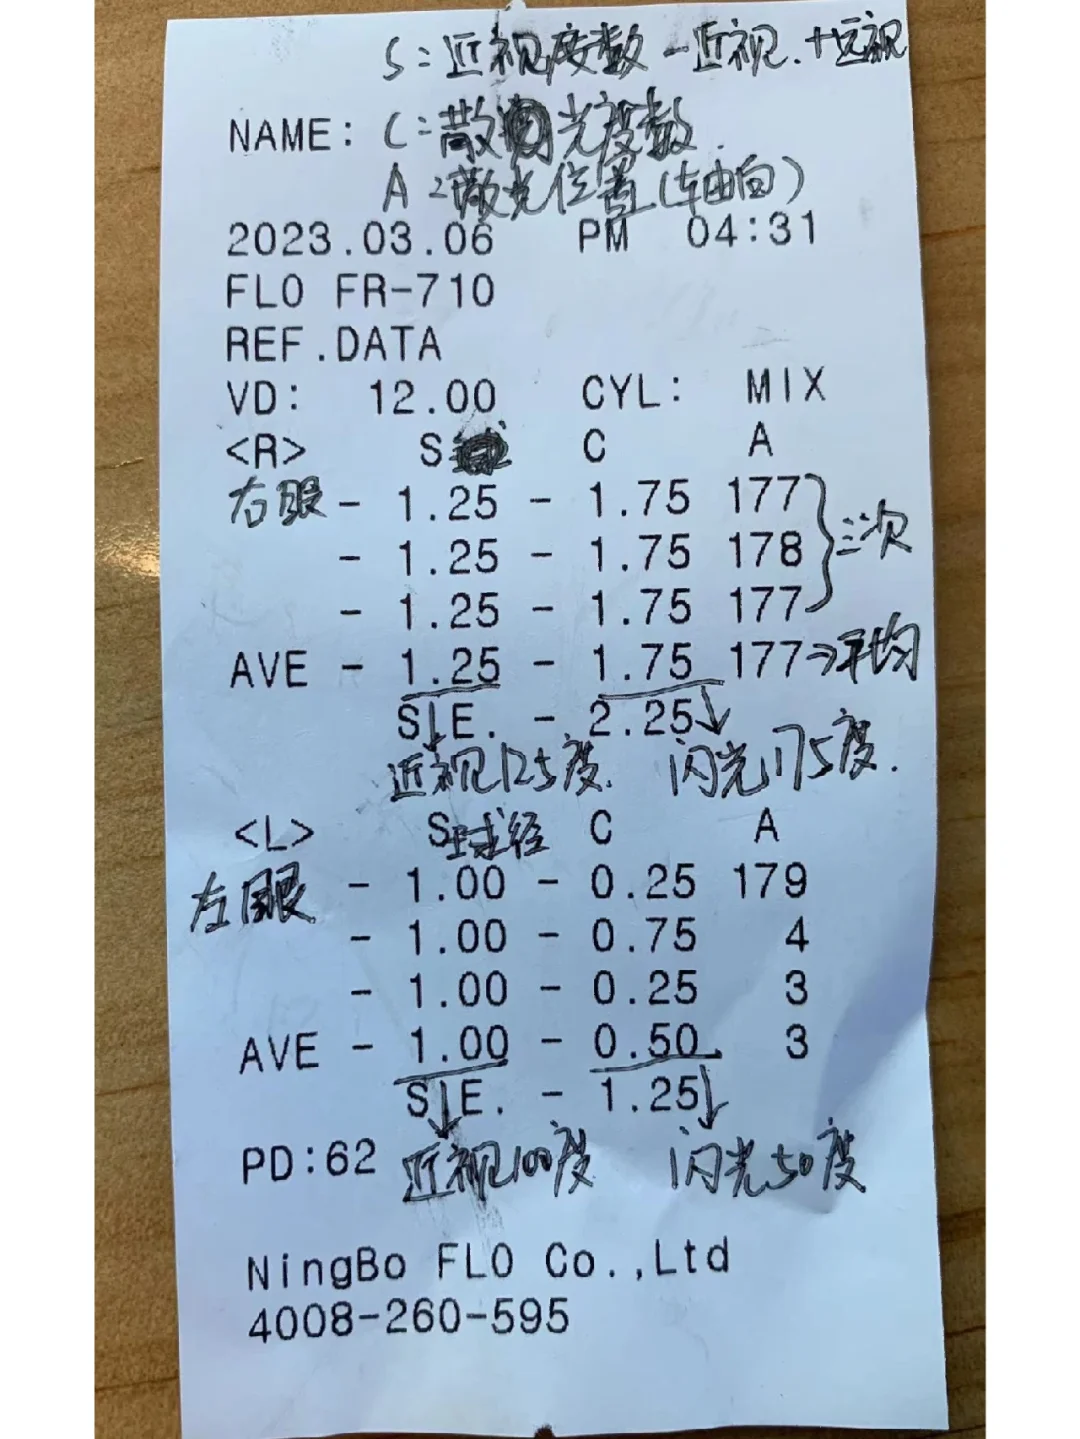 S：近视度数 －近视．＋远视
NAME: C：散光度数．
A：散光位置(轴向)
2023.03.06 PM 04:31
FLO FR-710
REF.DATA
VD: 12.00 CYL: MIX
<R> S C A
右眼 - 1.25 - 1.75 177
- 1.25 - 1.75 178 三次
- 1.25 - 1.75 177
AVE - 1.25 - 1.75 177 → 平均
S.E. - 2.25
近视125度. 闪光175度.
<L> S球径 C A
左眼 - 1.00 - 0.25 179
- 1.00 - 0.75 4
- 1.00 - 0.25 3
AVE - 1.00 - 0.50 3
S.E. - 1.25
PD:62 近视100度 闪光50度
NingBo FLO Co.,Ltd
4008-260-595